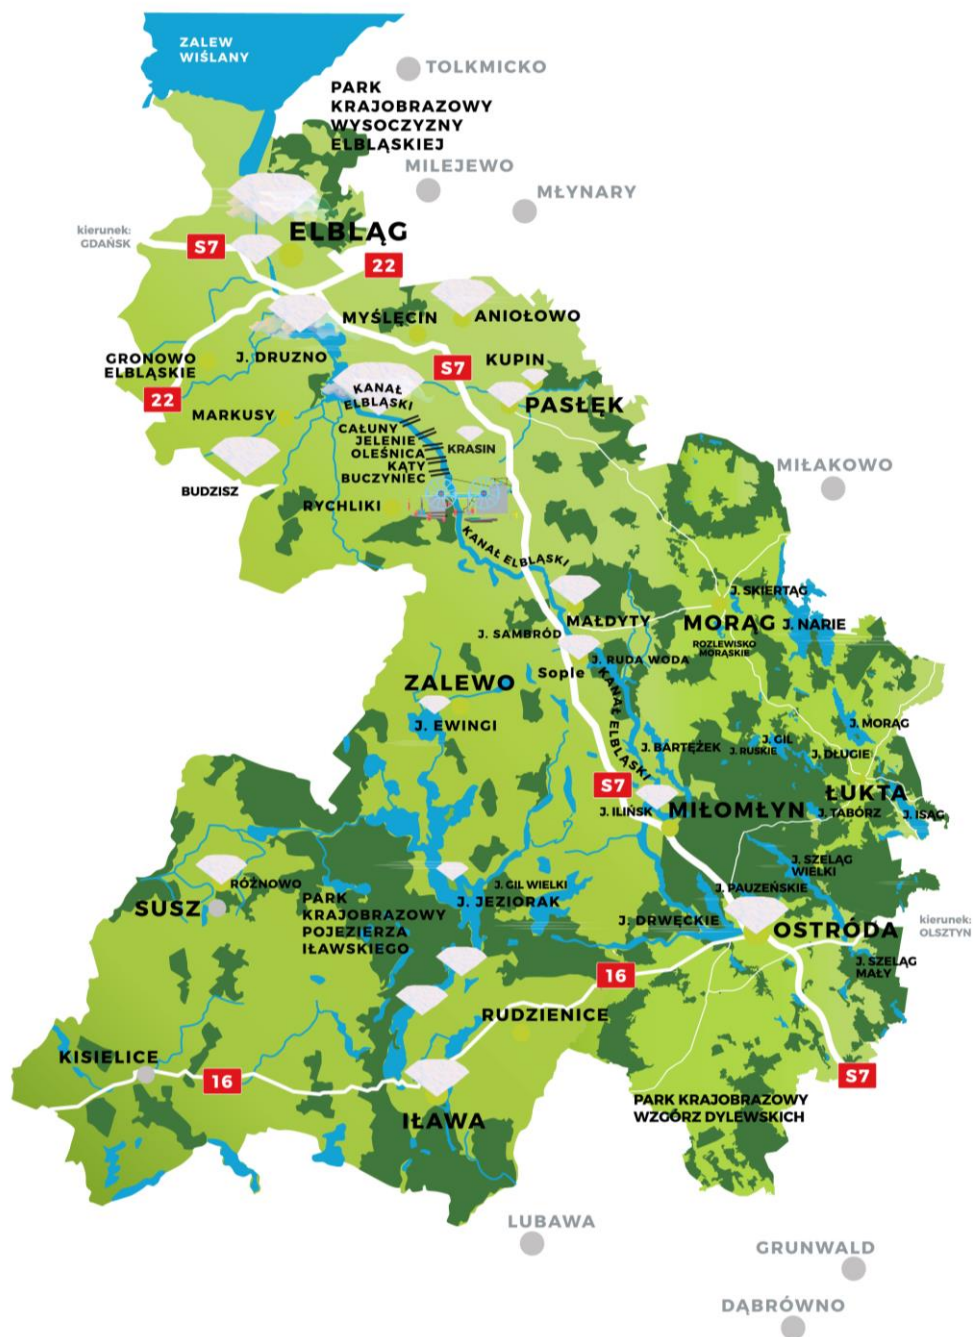 ZALEW
WIŚLANY
TOLKMICKO
PARK
KRAJOBRAZOWY
WYSOCZYZNY
ELBLĄSKIEJ
MILEJEWO
MŁYNARY
kierunek:
GDAŃSK
S7
ELBLĄG
22
MYŚLĘCIN
ANIOŁOWO
GRONOWO
ELBLĄSKIE
J. DRUZNO
S7
KUPIN
22
KANAŁ
ELBLĄSKI
PASŁĘK
MARKUSY
CAŁUNY
JELENIE
OLEŚNICA
KĄTY
BUCZYNIEC
KRASIN
MIŁAKOWO
BUDZISZ
RYCHLIKI
KANAŁ ELBLĄSKI
J. SKIERTĄG
MAŁDYTY
MORĄG
J. NARIE
J. SAMBRÓD
ROZLEWISKO
MORĄSKIE
J. RUDA WODA
Sople
ZALEWO
KANAŁ ELBLĄSKI
J. EWINGI
J. MORĄG
J. BARTĘŻEK
J. GIL
J. RUSKIE
J. DŁUGIE
S7
ŁUKTA
J. ILIŃSK
MIŁOMŁYN
J. TABÓRZ
J. ISĄG
J. SZELĄG
WIELKI
RÓŻNOWO
J. GIL WIELKI
J. PAUZEŃSKIE
SUSZ
PARK
KRAJOBRAZOWY
POJEZIERZA
IŁAWSKIEGO
J. JEZIORAK
J. DRWĘCKIE
OSTRÓDA
kierunek:
OLSZTYN
J. SZELĄG
MAŁY
16
RUDZIENICE
KISIELICE
16
S7
PARK KRAJOBRAZOWY
WZGÓRZ DYLEWSKICH
IŁAWA
LUBAWA
GRUNWALD
DĄBRÓWNO